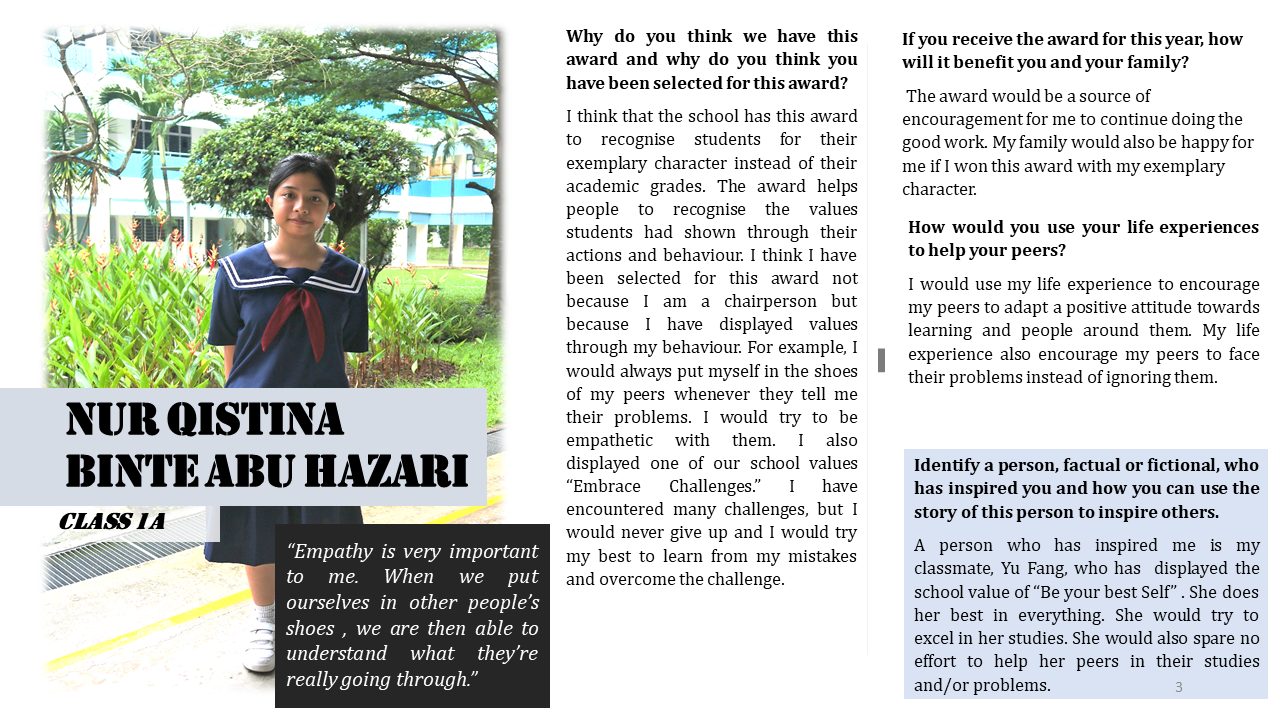 NUR QISTINA
BINTE ABU HAZARI
CLASS 1A
“Empathy is very important
to me. When we put
ourselves in other people’s
shoes , we are then able to
understand what they’re
really going through.”
Why do you think we have this
award and why do you think you
have been selected for this award?
I think that the school has this award
to recognise students for their
exemplary character instead of their
academic grades. The award helps
people to recognise the values
students had shown through their
actions and behaviour. I think I have
been selected for this award not
because I am a chairperson but
because I have displayed values
through my behaviour. For example, I
would always put myself in the shoes
of my peers whenever they tell me
their problems. I would try to be
empathetic with them. I also
displayed one of our school values
“Embrace Challenges.” I have
encountered many challenges, but I
would never give up and I would try
my best to learn from my mistakes
and overcome the challenge.
If you receive the award for this year, how
will it benefit you and your family?
The award would be a source of
encouragement for me to continue doing the
good work. My family would also be happy for
me if I won this award with my exemplary
character.
How would you use your life experiences
to help your peers?
I would use my life experience to encourage
my peers to adapt a positive attitude towards
learning and people around them. My life
experience also encourage my peers to face
their problems instead of ignoring them.
Identify a person, factual or fictional, who
has inspired you and how you can use the
story of this person to inspire others.
A person who has inspired me is my
classmate, Yu Fang, who has displayed the
school value of “Be your best Self” . She does
her best in everything. She would try to
excel in her studies. She would also spare no
effort to help her peers in their studies
and/or problems.
3